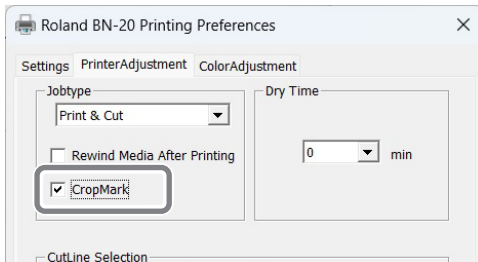 Roland BN-20 Printing Preferences
Settings PrinterAdjustment ColorAdjustment
Jobtype
Print & Cut
Rewind Media After Printing
CropMark
Dry Time
0 min
CutLine Selection